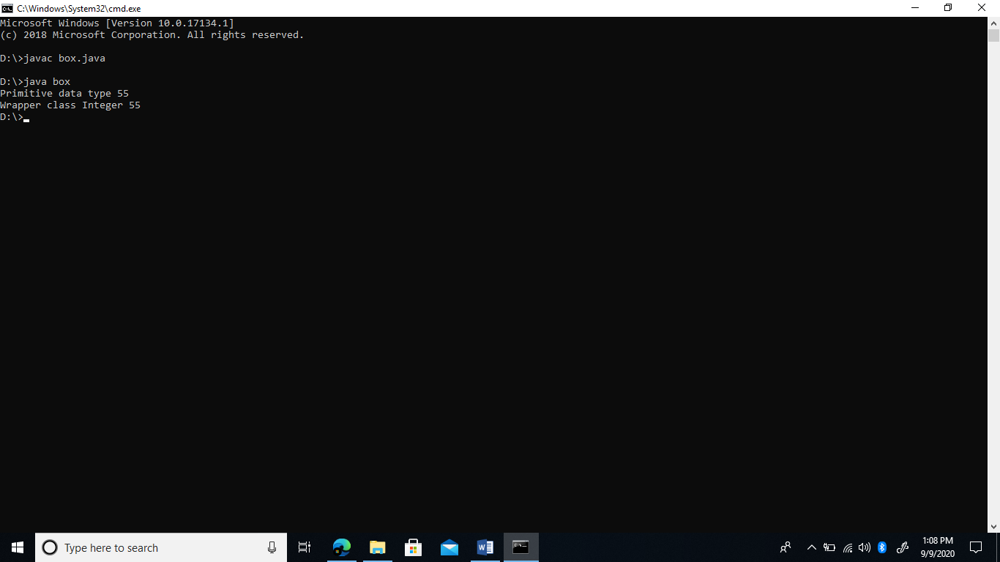 C:\Windows\System32\cmd.exe
Microsoft Windows [Version 10.0.17134.1]
(c) 2018 Microsoft Corporation. All rights reserved.
D:\>javac box.java
D:\>java box
Primitive data type 55
Wrapper class Integer 55
D:\>
Type here to search
1:08 PM
9/9/2020